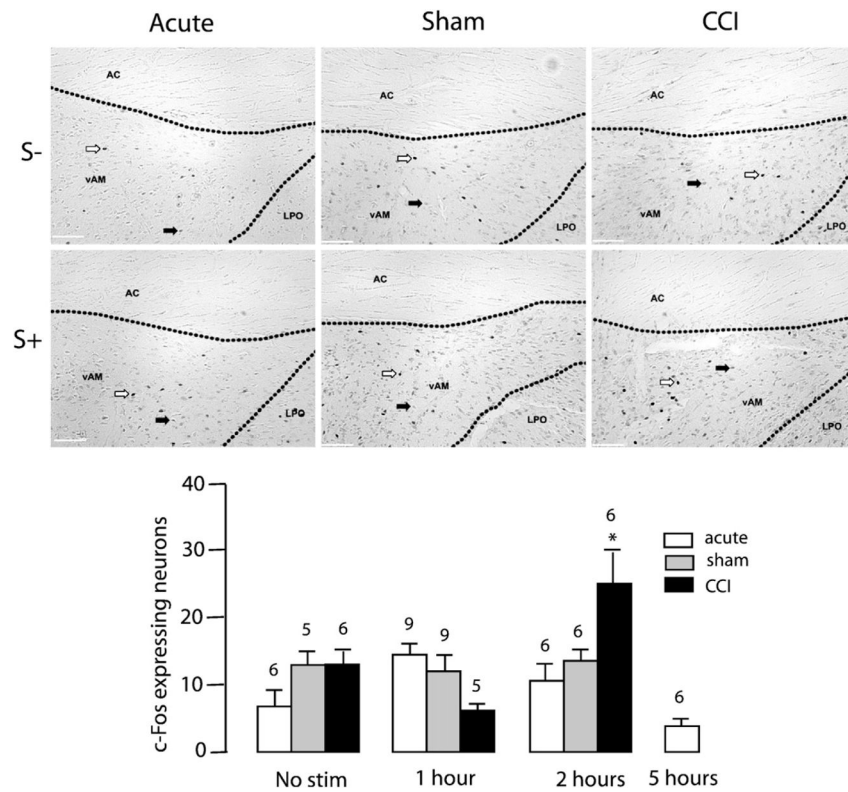 Acute Sham CCI
S-
AC AC AC
vAM vAM vAM
LPO LPO LPO
S+
AC AC AC
vAM vAM vAM
LPO LPO LPO
c-Fos expressing neurons
40
30
20
10
0
6 5 6
9 9 5
6 6 6 *
6
acute
sham
CCI
No stim 1 hour 2 hours 5 hours